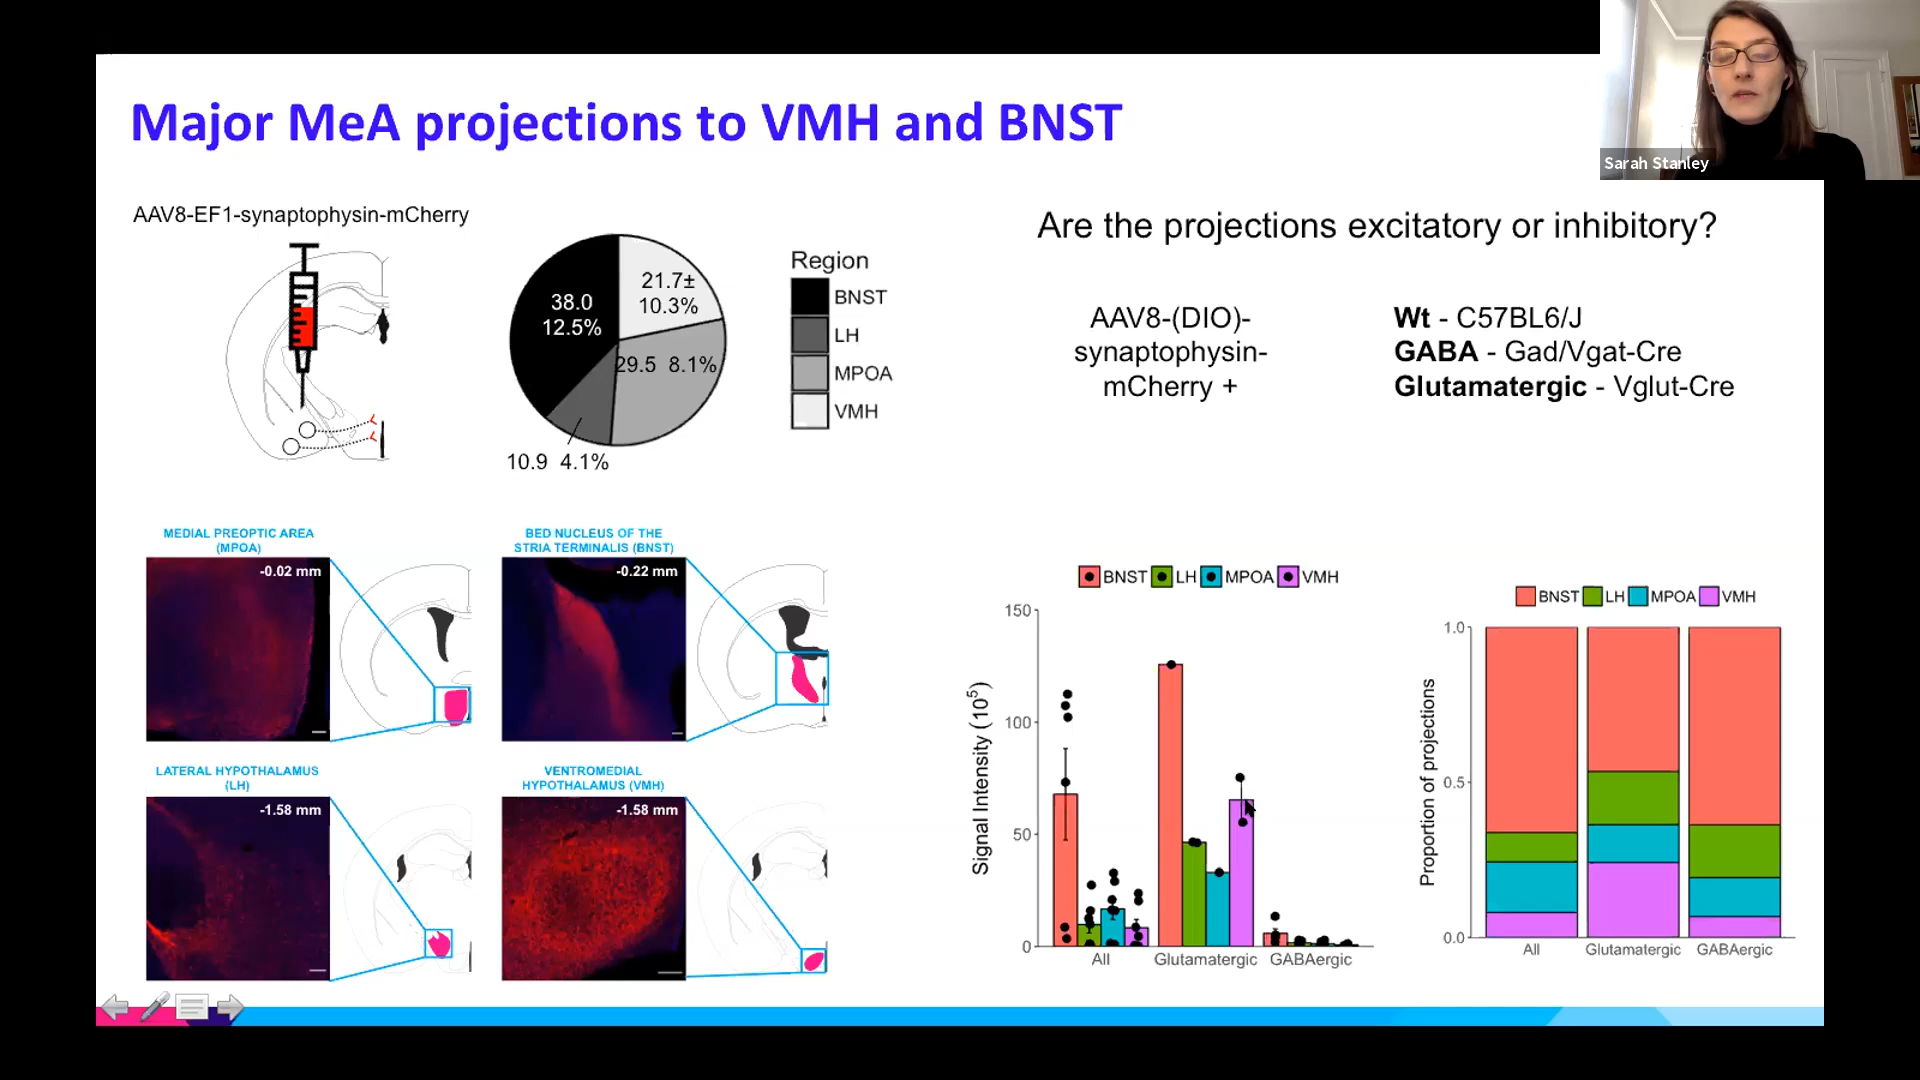 Major MeA projections to VMH and BNST
Sarah Stanley
AAV8-EF1-synaptophysin-mCherry
38.0
12.5%
21.7±
10.3%
29.5 8.1%
10.9 4.1%
Region
BNST
LH
MPOA
VMH
Are the projections excitatory or inhibitory?
AAV8-(DIO)-
synaptophysin-
mCherry +
Wt - C57BL6/J
GABA - Gad/Vgat-Cre
Glutamatergic - Vglut-Cre
MEDIAL PREOPTIC AREA
(MPOA)
-0.02 mm
BED NUCLEUS OF THE
STRIA TERMINALIS (BNST)
-0.22 mm
LATERAL HYPOTHALAMUS
(LH)
-1.58 mm
VENTROMEDIAL
HYPOTHALAMUS (VMH)
-1.58 mm
BNST LH MPOA VMH
Signal Intensity (10⁵)
150
100
50
0
All Glutamatergic GABAergic
BNST LH MPOA VMH
Proportion of projections
1.0
0.5
0.0
All Glutamatergic GABAergic